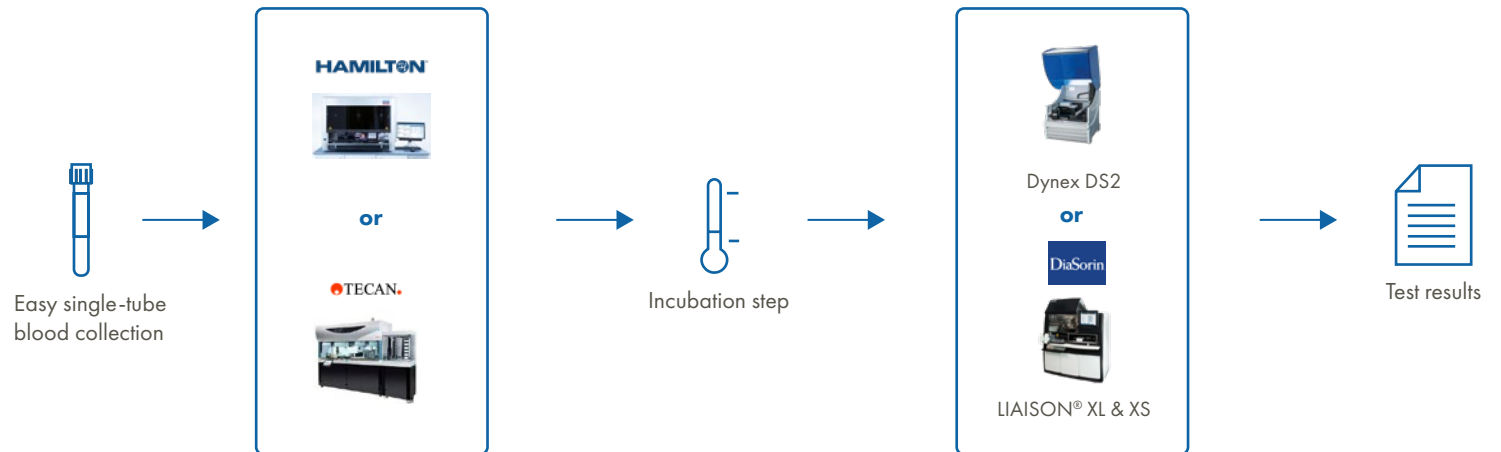 Easy single-tube
blood collection
HAMILTON
or
TECAN.
Incubation step
Dynex DS2
or
DiaSorin
LIAISON® XL & XS
Test results